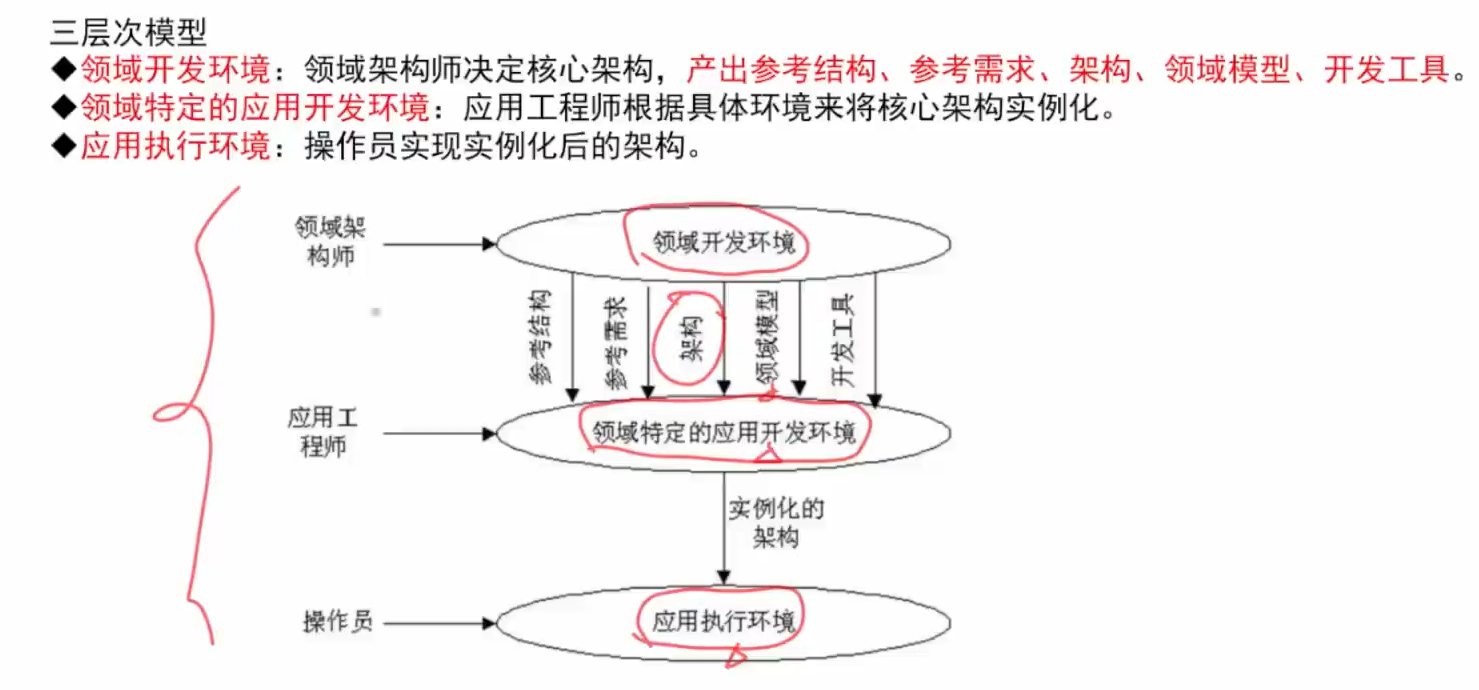 三层次模型
◆领域开发环境：领域架构师决定核心架构，产出参考结构、参考需求、架构、领域模型、开发工具。
◆领域特定的应用开发环境：应用工程师根据具体环境来将核心架构实例化。
◆应用执行环境：操作员实现实例化后的架构。
领域架
构师
领域开发环境
参考结构
参考需求
架构
领域模型
开发工具
应用工
程师
领域特定的应用开发环境
实例化的
架构
操作员
应用执行环境